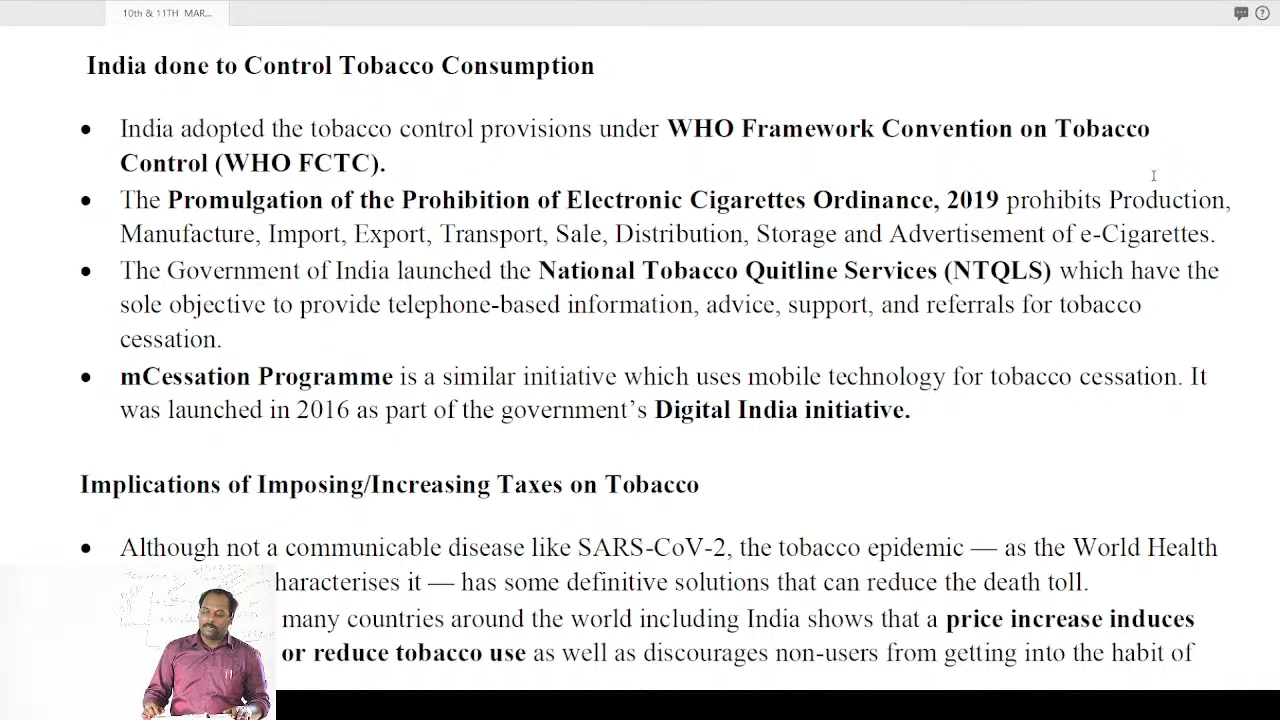 10th & 11TH MAR...
India done to Control Tobacco Consumption
• India adopted the tobacco control provisions under WHO Framework Convention on Tobacco
Control (WHO FCTC).
• The Promulgation of the Prohibition of Electronic Cigarettes Ordinance, 2019 prohibits Production,
Manufacture, Import, Export, Transport, Sale, Distribution, Storage and Advertisement of e-Cigarettes.
• The Government of India launched the National Tobacco Quitline Services (NTQLS) which have the
sole objective to provide telephone-based information, advice, support, and referrals for tobacco
cessation.
• mCessation Programme is a similar initiative which uses mobile technology for tobacco cessation. It
was launched in 2016 as part of the government’s Digital India initiative.
Implications of Imposing/Increasing Taxes on Tobacco
• Although not a communicable disease like SARS-CoV-2, the tobacco epidemic — as the World Health
haracterises it — has some definitive solutions that can reduce the death toll.
many countries around the world including India shows that a price increase induces
or reduce tobacco use as well as discourages non-users from getting into the habit of